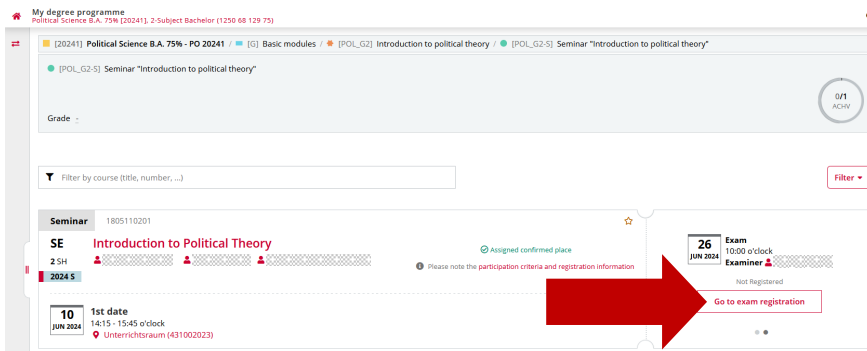 My degree programme
Political Science B.A. 75% [20241], 2-Subject Bachelor (1250 68 129 75)
[20241] Political Science B.A. 75% - PO 20241 / [G] Basic modules / [POL_G2] Introduction to political theory / [POL_G2-S] Seminar "Introduction to political theory"
[POL_G2-S] Seminar "Introduction to political theory"
0/1
ACHV
Grade -
Filter by course (title, number, ...)
Filter
Seminar 1805110201
SE Introduction to Political Theory
2 SH
2024 S
Assigned confirmed place
Please note the participation criteria and registration information
10
JUN 2024
1st date
14:15 - 15:45 o'clock
Unterrichtsraum (431002023)
26
JUN 2024
Exam
10:00 o'clock
Examiner
Not Registered
Go to exam registration